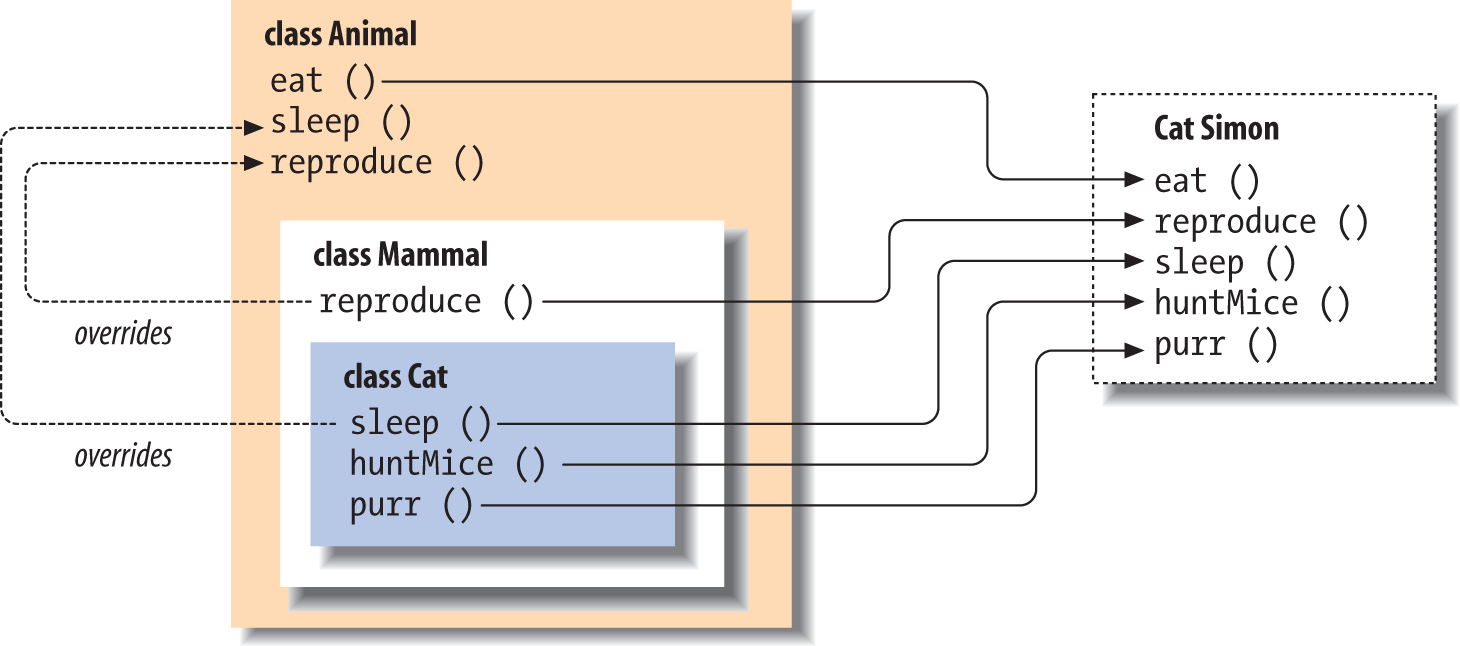 class Animal
eat ()
sleep ()
reproduce ()
class Mammal
reproduce ()
overrides
class Cat
sleep ()
huntMice ()
purr ()
overrides
Cat Simon
eat ()
reproduce ()
sleep ()
huntMice ()
purr ()